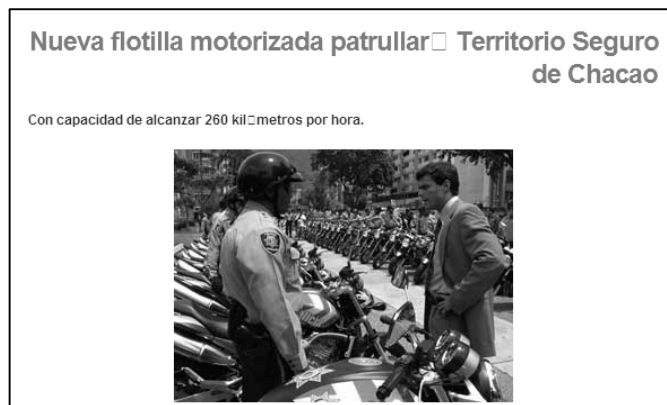 Nueva flotilla motorizada patrullar□ Territorio Seguro
de Chacao
Con capacidad de alcanzar 260 kil□metros por hora.